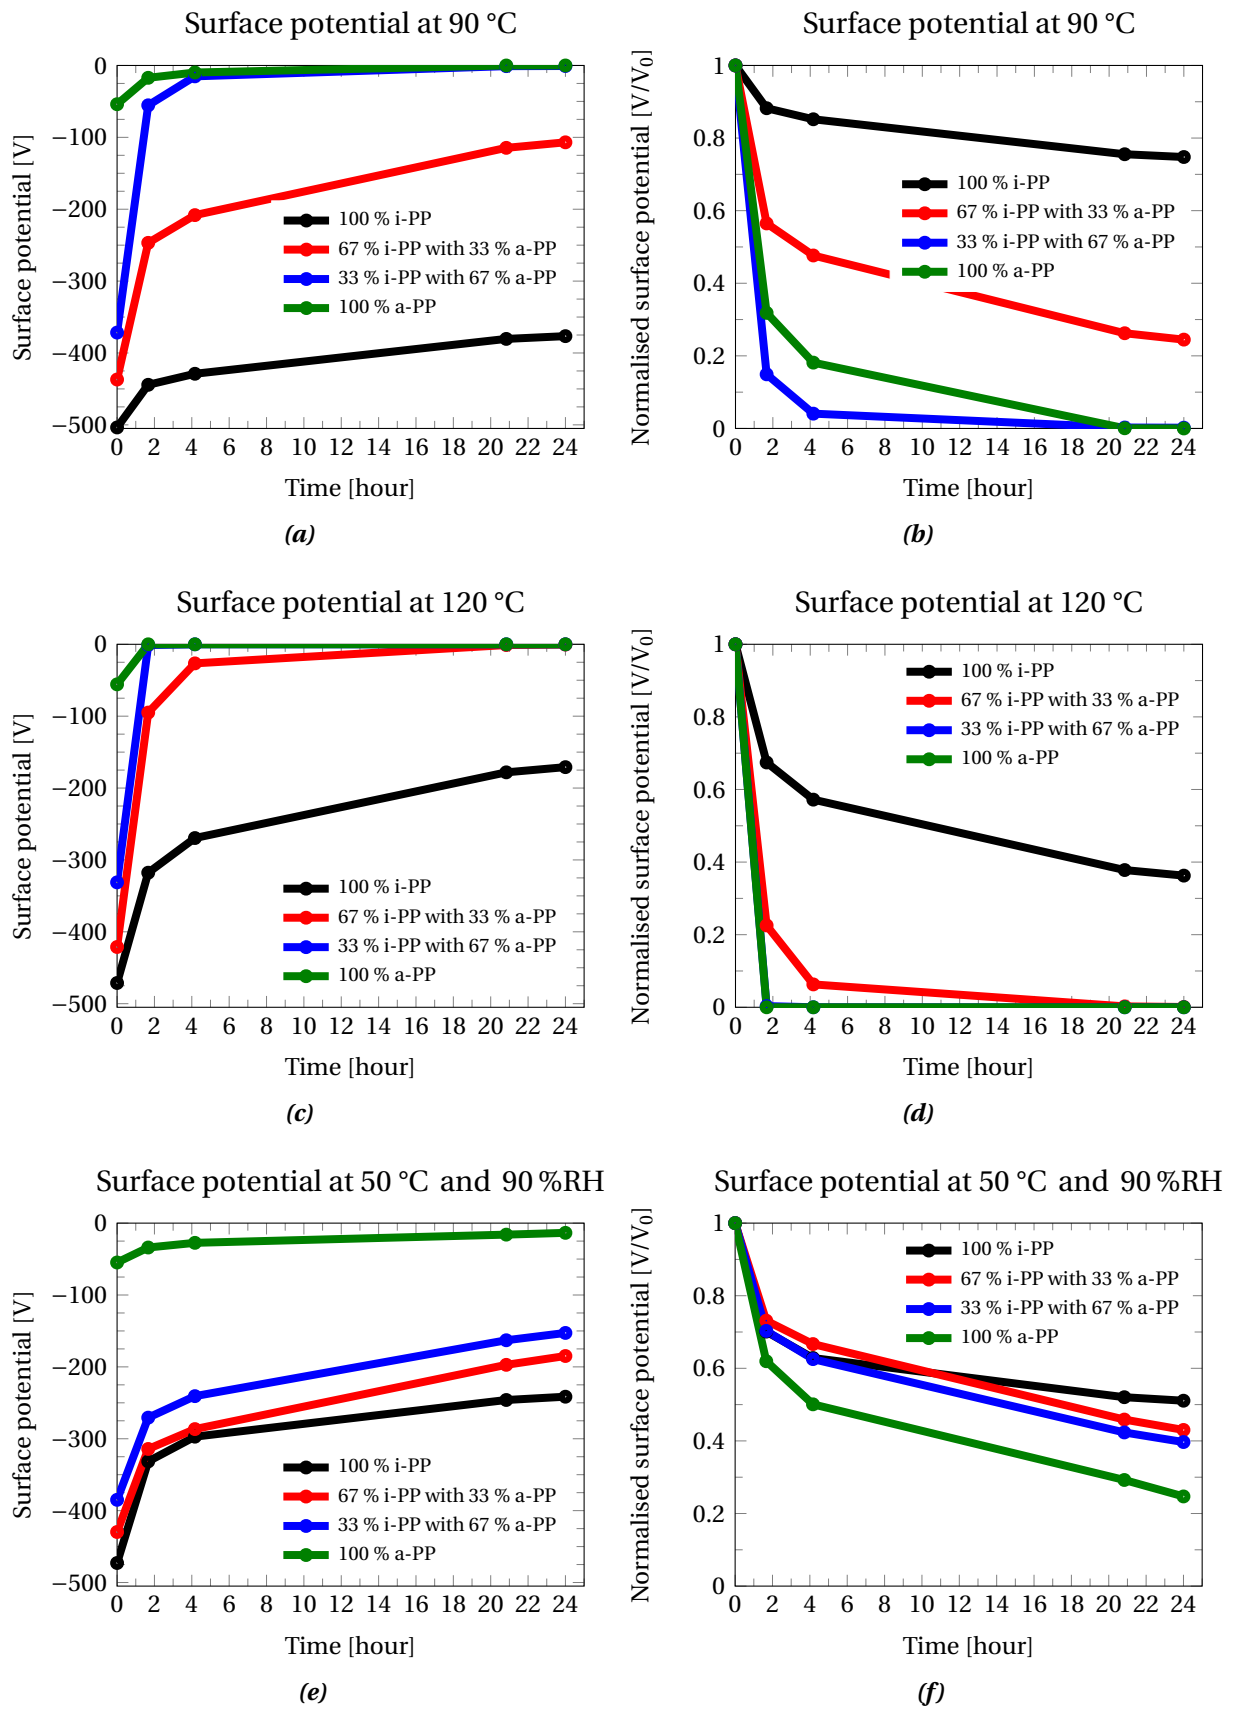 Surface potential at 90 °C
Surface potential [V]
0
−100
−200
−300
−400
−500
100 % i-PP
67 % i-PP with 33 % a-PP
33 % i-PP with 67 % a-PP
100 % a-PP
0 2 4 6 8 10 12 14 16 18 20 22 24
Time [hour]
(a)
Surface potential at 90 °C
Normalised surface potential [V/V0]
1
0.8
0.6
0.4
0.2
0
100 % i-PP
67 % i-PP with 33 % a-PP
33 % i-PP with 67 % a-PP
100 % a-PP
0 2 4 6 8 10 12 14 16 18 20 22 24
Time [hour]
(b)
Surface potential at 120 °C
Surface potential [V]
0
−100
−200
−300
−400
−500
100 % i-PP
67 % i-PP with 33 % a-PP
33 % i-PP with 67 % a-PP
100 % a-PP
0 2 4 6 8 10 12 14 16 18 20 22 24
Time [hour]
(c)
Surface potential at 120 °C
Normalised surface potential [V/V0]
1
0.8
0.6
0.4
0.2
0
100 % i-PP
67 % i-PP with 33 % a-PP
33 % i-PP with 67 % a-PP
100 % a-PP
0 2 4 6 8 10 12 14 16 18 20 22 24
Time [hour]
(d)
Surface potential at 50 °C and 90 %RH
Surface potential [V]
0
−100
−200
−300
−400
−500
100 % i-PP
67 % i-PP with 33 % a-PP
33 % i-PP with 67 % a-PP
100 % a-PP
0 2 4 6 8 10 12 14 16 18 20 22 24
Time [hour]
(e)
Surface potential at 50 °C and 90 %RH
Normalised surface potential [V/V0]
1
0.8
0.6
0.4
0.2
0
100 % i-PP
67 % i-PP with 33 % a-PP
33 % i-PP with 67 % a-PP
100 % a-PP
0 2 4 6 8 10 12 14 16 18 20 22 24
Time [hour]
(f)